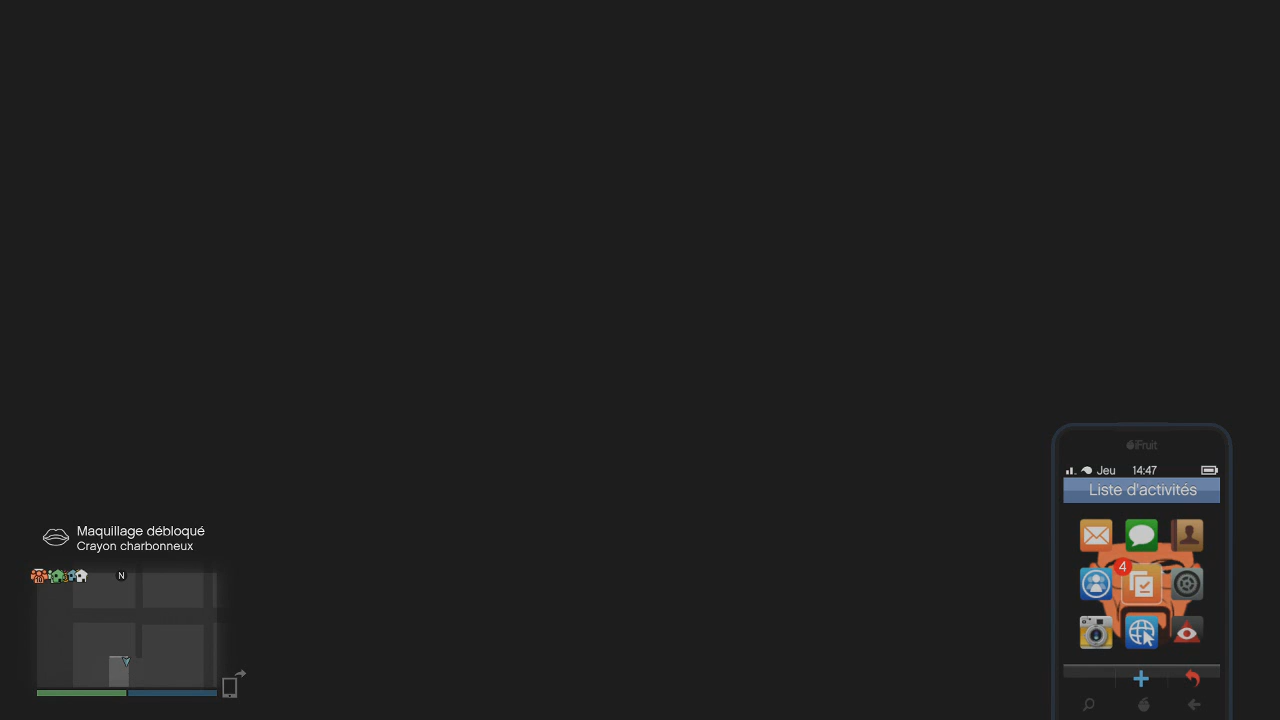 iFruit
Jeu 14:47
Liste d'activités
4
Maquillage débloqué
Crayon charbonneux
N